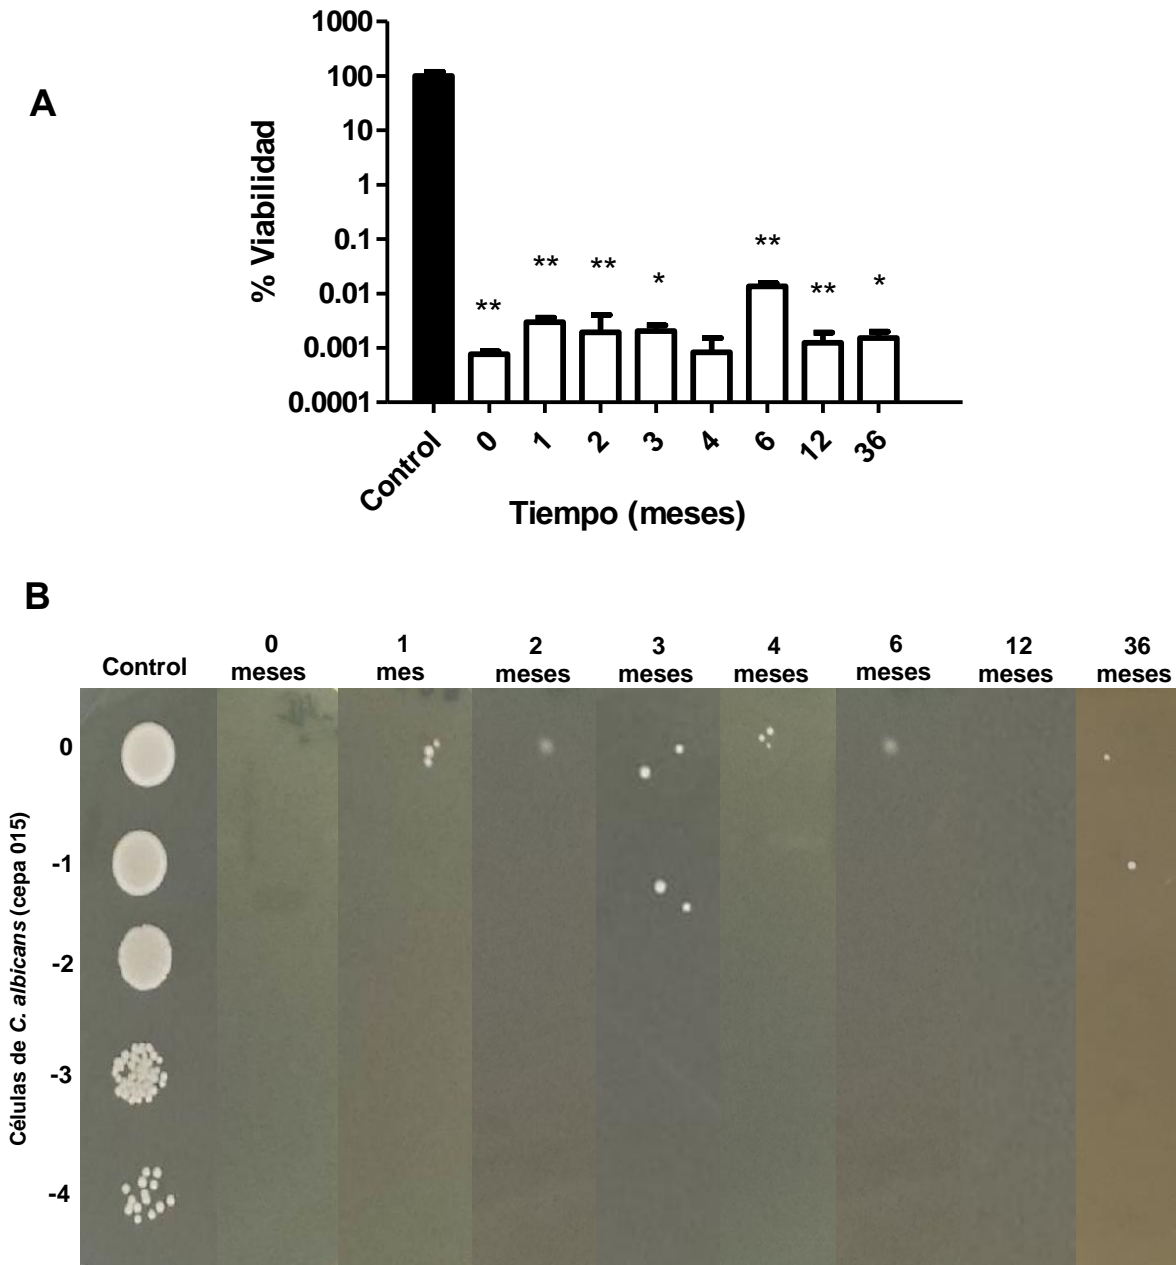 A
% Viabilidad
1000
100
10
1
0.1
0.01
0.001
0.0001
** ** ** * ** ** *
Control 0 1 2 3 4 6 12 36
Tiempo (meses)
B
Control 0 meses 1 mes 2 meses 3 meses 4 meses 6 meses 12 meses 36 meses
Células de C. albicans (cepa 015)
0
-1
-2
-3
-4